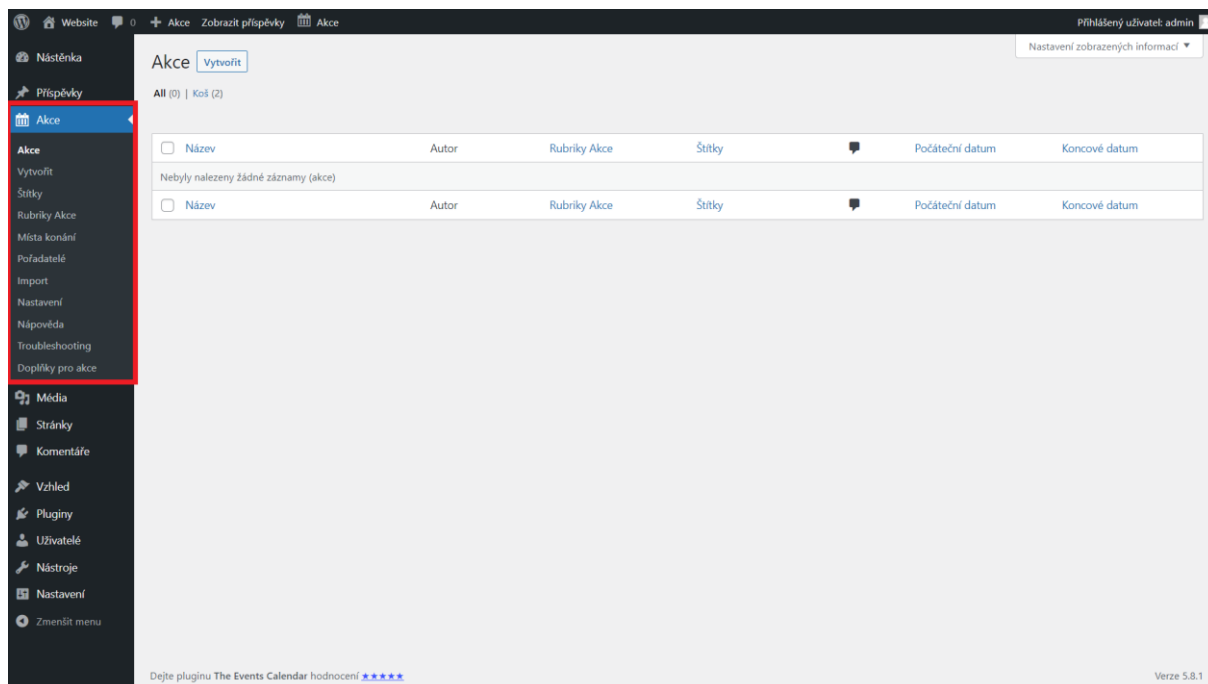 Website 0 Akce Zobrazit příspěvky Akce Přihlášený uživatel: admin
Nastavení zobrazených informací ▼
Nástěnka
Příspěvky
Akce
Akce
Vytvořit
Štítky
Rubriky Akce
Místa konání
Pořadatelé
Import
Nastavení
Nápověda
Troubleshooting
Doplňky pro akce
Média
Stránky
Komentáře
Vzhled
Pluginy
Uživatelé
Nástroje
Nastavení
Zmenšit menu
Akce Vytvořit
All (0) | Koš (2)
Název Autor Rubriky Akce Štítky Počáteční datum Koncové datum
Nebyly nalezeny žádné záznamy (akce)
Název Autor Rubriky Akce Štítky Počáteční datum Koncové datum
Dejte pluginu The Events Calendar hodnocení ★★★★★ Verze 5.8.1